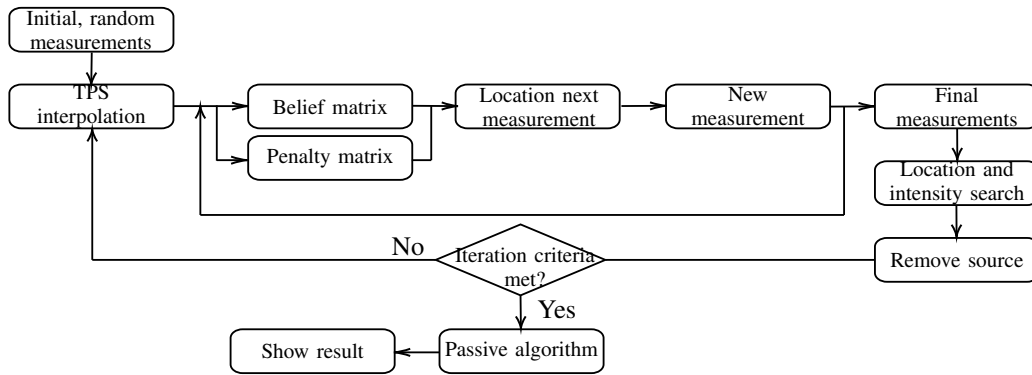 Initial, random
measurements
TPS
interpolation
Belief matrix
Penalty matrix
Location next
measurement
New
measurement
Final
measurements
Location and
intensity search
Remove source
Iteration criteria
met?
No
Yes
Passive algorithm
Show result